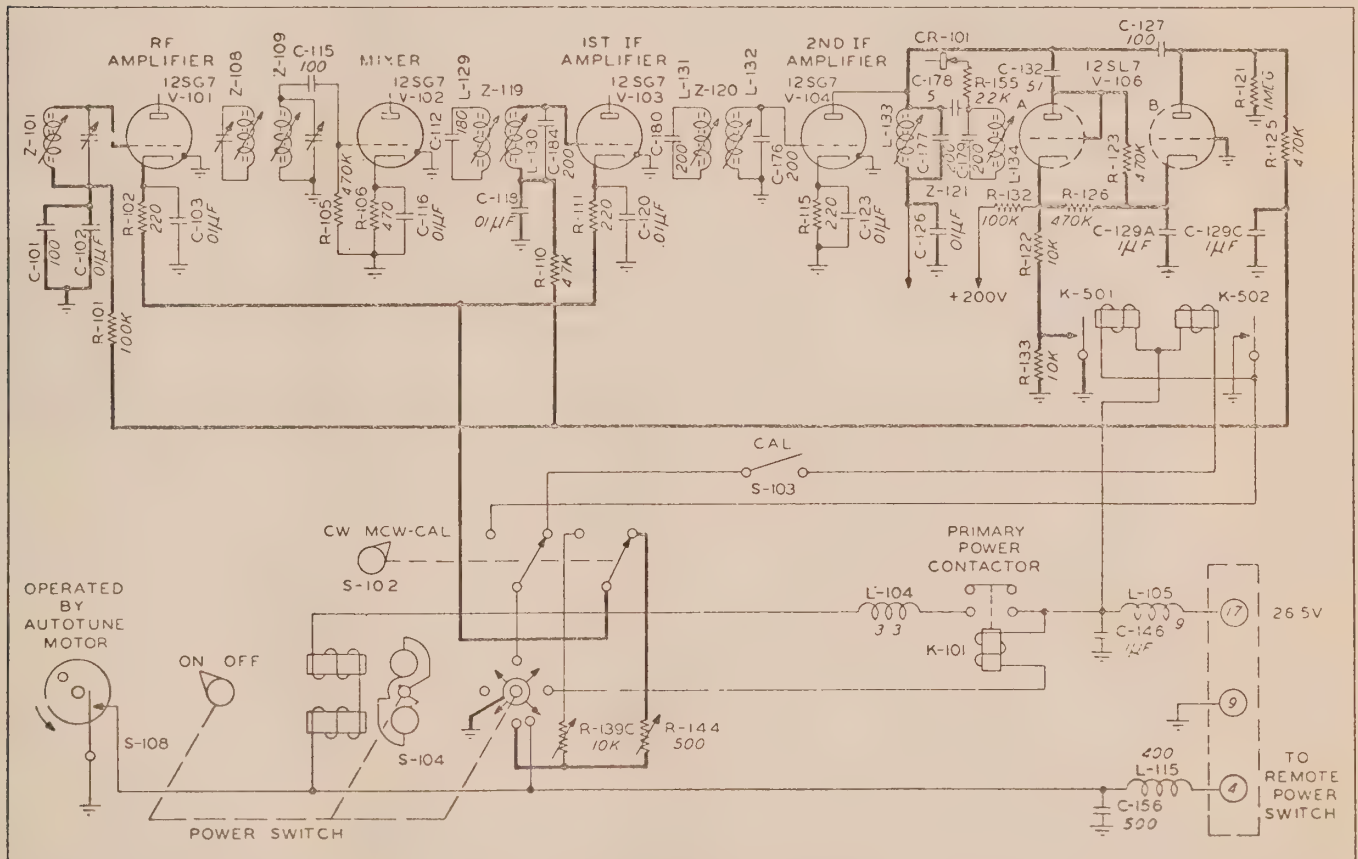 RF
AMPLIFIER
12SG7
V-101
Z-101
Z-108
Z-109
C-115
100
MIXER
12SG7
V-102
L-129
C-112
180
Z-119
L-130
C-184
200
1ST IF
AMPLIFIER
12SG7
V-103
C-180
200
L-131
Z-120
L-132
C-176
200
2ND IF
AMPLIFIER
12SG7
V-104
L-133
C-177
C-178
5
CR-101
R-155
22K
C-179
200
L-134
Z-121
C-132
51
12SL7
V-106
A
B
C-127
100
R-121
1MEG
R-125
470K
R-123
470K
C-101
100
C-102
.01µF
R-101
100K
R-102
220
C-103
.01µF
R-105
470K
R-106
470
C-116
.01µF
.01µF
R-110
47K
R-111
220
C-120
.01µF
R-115
220
C-123
.01µF
C-126
.01µF
R-132
100K
R-126
470K
+200V
R-122
10K
C-129A
1µF
C-129C
1µF
R-133
10K
K-501
K-502
CAL
S-103
CW MCW-CAL
S-102
OPERATED
BY
AUTOTUNE
MOTOR
ON OFF
S-108
S-104
POWER SWITCH
R-139C
10K
R-144
500
PRIMARY
POWER
CONTACTOR
L-104
3.3
K-101
L-105
9
C-146
1µF
17
26.5V
9
400
L-115
4
C-156
500
TO
REMOTE
POWER
SWITCH